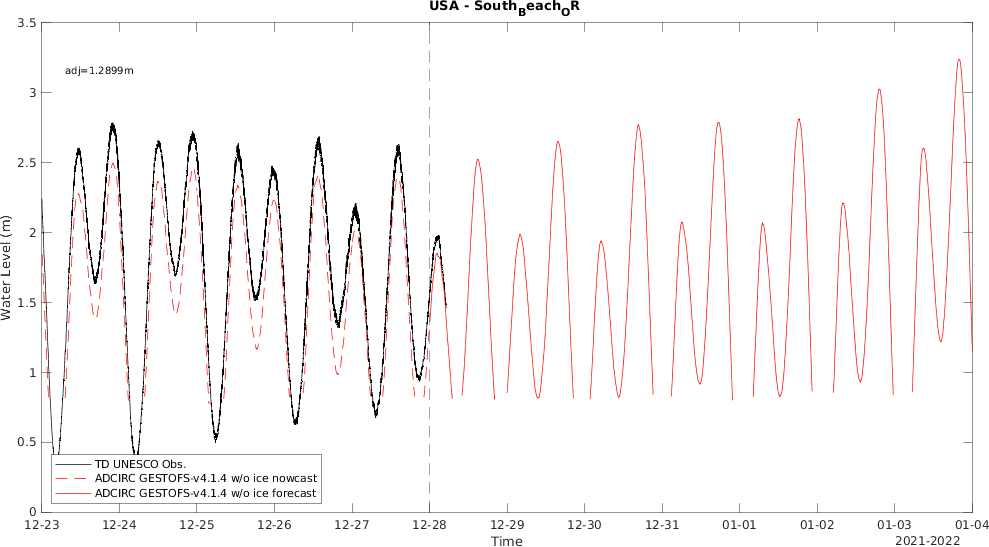 USA - SouthBeachOR
adj=1.2899m
3.5
3
2.5
2
1.5
1
0.5
0
Water Level (m)
TD UNESCO Obs.
ADCIRC GESTOFS-v4.1.4 w/o ice nowcast
ADCIRC GESTOFS-v4.1.4 w/o ice forecast
12-23 12-24 12-25 12-26 12-27 12-28 12-29 12-30 12-31 01-01 01-02 01-03 01-04
Time
2021-2022